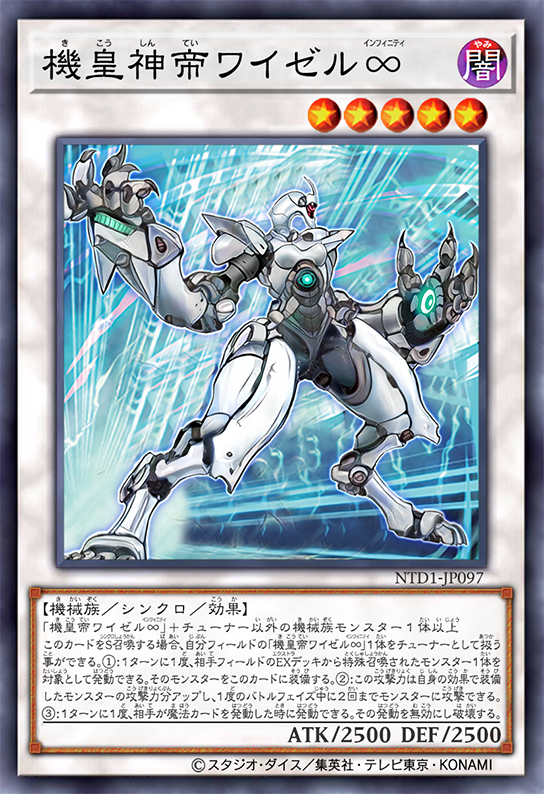 機皇神帝ワイゼル∞
闇
NTD1-JP097
【機械族／シンクロ／効果】
「機皇帝ワイゼル∞」＋チューナー以外の機械族モンスター１体以上
このカードをS召喚する場合、自分フィールドの「機皇帝ワイゼル∞」1体をチューナーとして扱う
事ができる。①：1ターンに1度、相手フィールドのEXデッキから特殊召喚されたモンスター1体を
対象として発動できる。そのモンスターをこのカードに装備する。②：この攻撃力は自身の効果で装備
したモンスターの攻撃力分アップし、1度のバトルフェイズ中に2回までモンスターに攻撃できる。
③：1ターンに1度、相手が魔法カードを発動した時に発動できる。その発動を無効にし破壊する。
ATK/2500 DEF/2500
©スタジオ・ダイス／集英社・テレビ東京・KONAMI